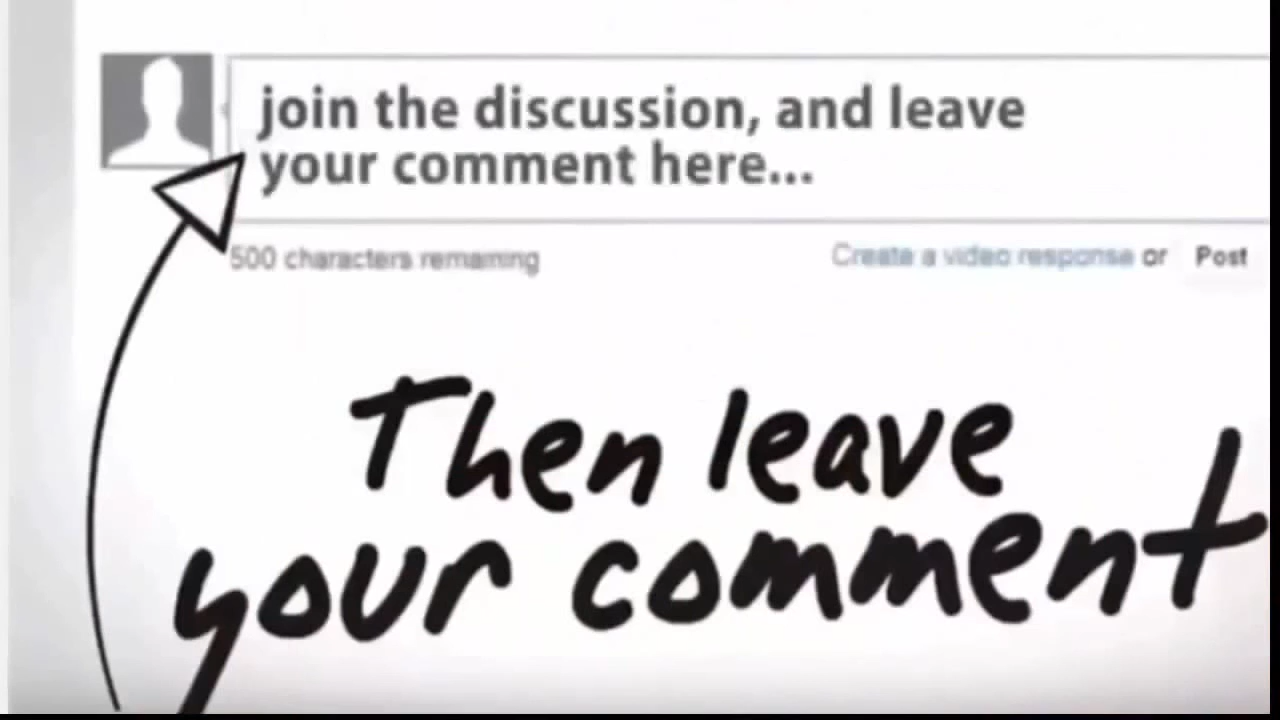 join the discussion, and leave
your comment here...
500 characters remaining
Create a video response or Post
Then leave
your comment